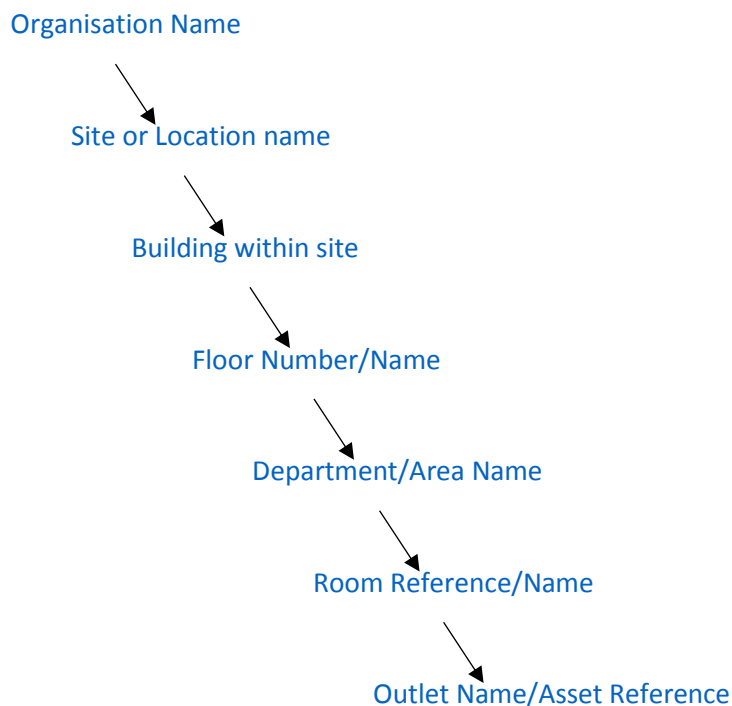 Organisation Name
Site or Location name
Building within site
Floor Number/Name
Department/Area Name
Room Reference/Name
Outlet Name/Asset Reference